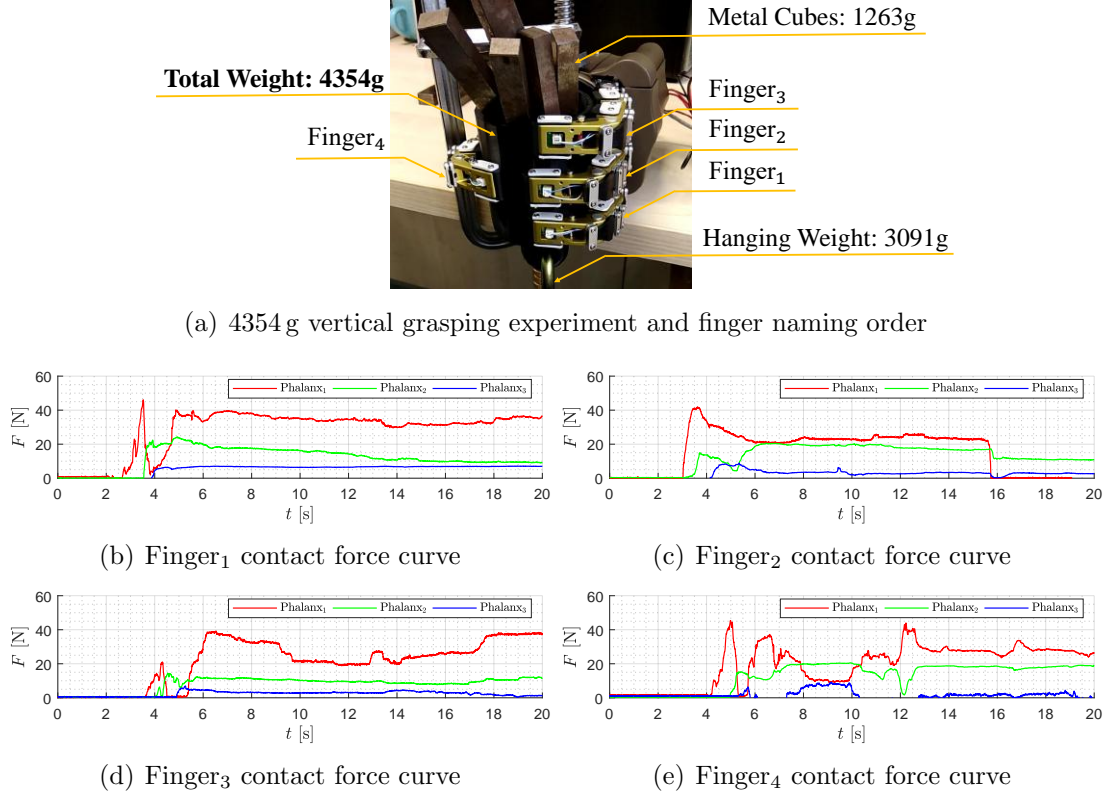 Metal Cubes: 1263g
Total Weight: 4354g
Finger₃
Finger₂
Finger₄
Finger₁
Hanging Weight: 3091g
(a) 4354 g vertical grasping experiment and finger naming order
Phalanx₁ Phalanx₂ Phalanx₃
60
40
20
0
F [N]
0 2 4 6 8 10 12 14 16 18 20
t [s]
(b) Finger₁ contact force curve
Phalanx₁ Phalanx₂ Phalanx₃
60
40
20
0
F [N]
0 2 4 6 8 10 12 14 16 18 20
t [s]
(c) Finger₂ contact force curve
Phalanx₁ Phalanx₂ Phalanx₃
60
40
20
0
F [N]
0 2 4 6 8 10 12 14 16 18 20
t [s]
(d) Finger₃ contact force curve
Phalanx₁ Phalanx₂ Phalanx₃
60
40
20
0
F [N]
0 2 4 6 8 10 12 14 16 18 20
t [s]
(e) Finger₄ contact force curve